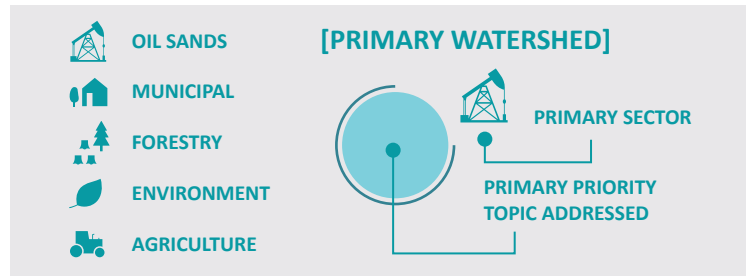 OIL SANDS
MUNICIPAL
FORESTRY
ENVIRONMENT
AGRICULTURE
[PRIMARY WATERSHED]
PRIMARY SECTOR
PRIMARY PRIORITY
TOPIC ADDRESSED